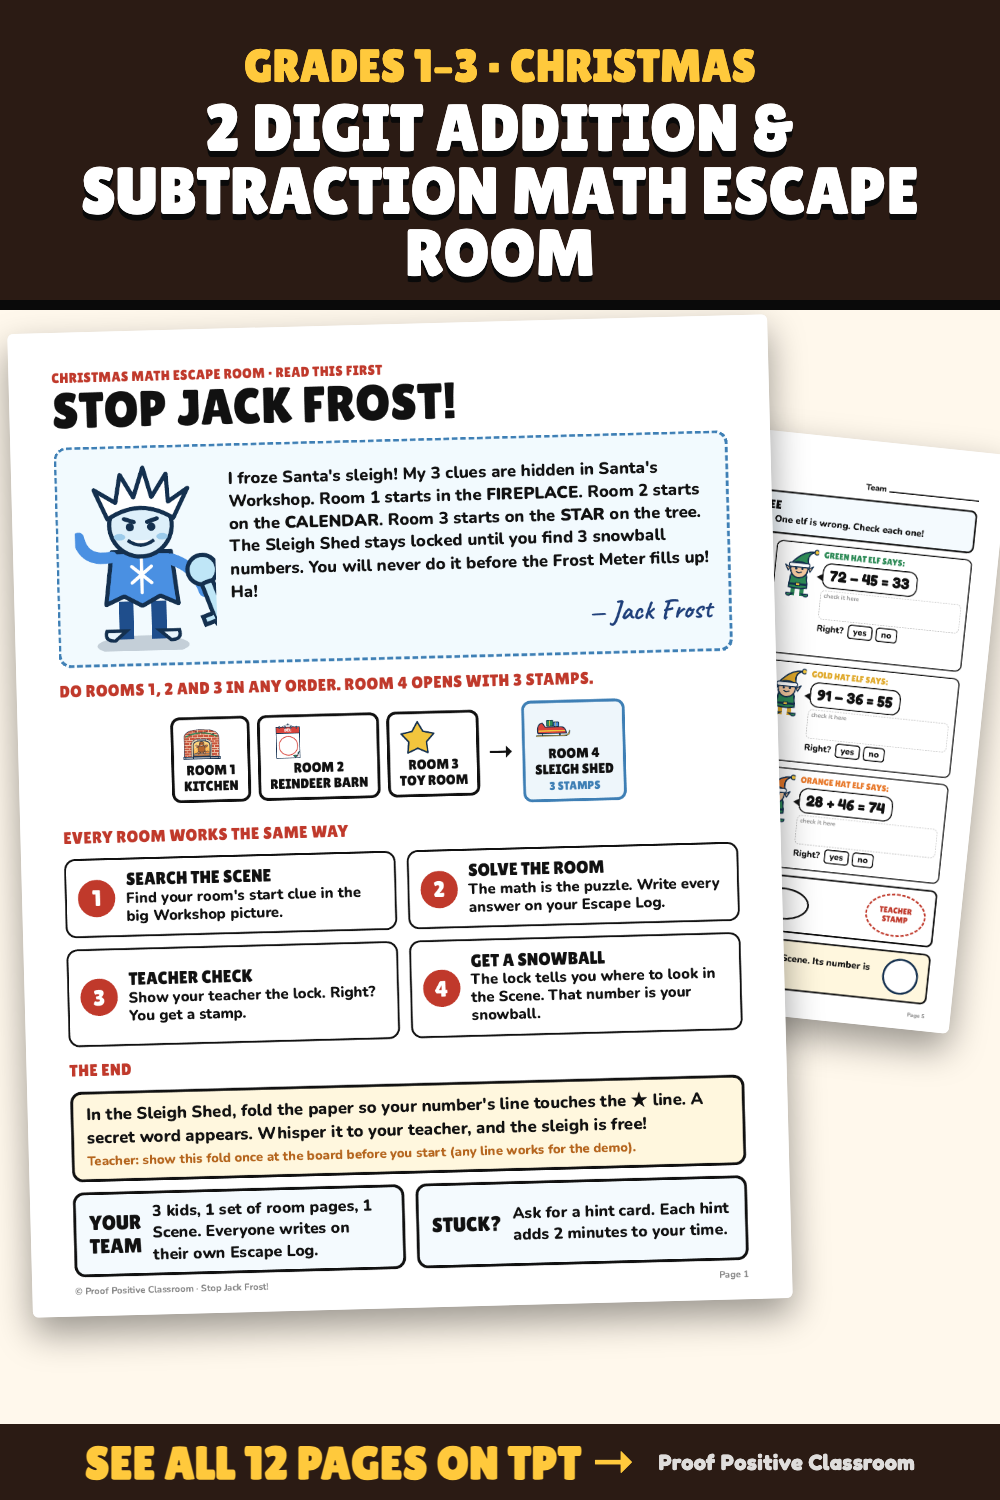 GRADES 1–3 · CHRISTMAS
2 DIGIT ADDITION &
SUBTRACTION MATH ESCAPE
ROOM
CHRISTMAS MATH ESCAPE ROOM · READ THIS FIRST
STOP JACK FROST!
I froze Santa's sleigh! My 3 clues are hidden in Santa's
Workshop. Room 1 starts in the FIREPLACE. Room 2 starts
on the CALENDAR. Room 3 starts on the STAR on the tree.
The Sleigh Shed stays locked until you find 3 snowball
numbers. You will never do it before the Frost Meter fills up!
Ha!
— Jack Frost
DO ROOMS 1, 2 AND 3 IN ANY ORDER. ROOM 4 OPENS WITH 3 STAMPS.
ROOM 1
KITCHEN
ROOM 2
REINDEER BARN
ROOM 3
TOY ROOM
→
ROOM 4
SLEIGH SHED
3 STAMPS
EVERY ROOM WORKS THE SAME WAY
1
SEARCH THE SCENE
Find your room's start clue in the
big Workshop picture.
2
SOLVE THE ROOM
The math is the puzzle. Write every
answer on your Escape Log.
3
TEACHER CHECK
Show your teacher the lock. Right?
You get a stamp.
4
GET A SNOWBALL
The lock tells you where to look in
the Scene. That number is your
snowball.
THE END
In the Sleigh Shed, fold the paper so your number's line touches the ★ line. A
secret word appears. Whisper it to your teacher, and the sleigh is free!
Teacher: show this fold once at the board before you start (any line works for the demo).
YOUR
TEAM
3 kids, 1 set of room pages, 1
Scene. Everyone writes on
their own Escape Log.
STUCK?
Ask for a hint card. Each hint
adds 2 minutes to your time.
© Proof Positive Classroom · Stop Jack Frost!
Page 1
Team
EE
One elf is wrong. Check each one!
GREEN HAT ELF SAYS:
72 – 45 = 33
check it here
Right? yes no
GOLD HAT ELF SAYS:
91 – 36 = 55
check it here
Right? yes no
ORANGE HAT ELF SAYS:
28 + 46 = 74
check it here
Right? yes no
TEACHER
STAMP
Scene. Its number is
Page 5
SEE ALL 12 PAGES ON TPT →
Proof Positive Classroom